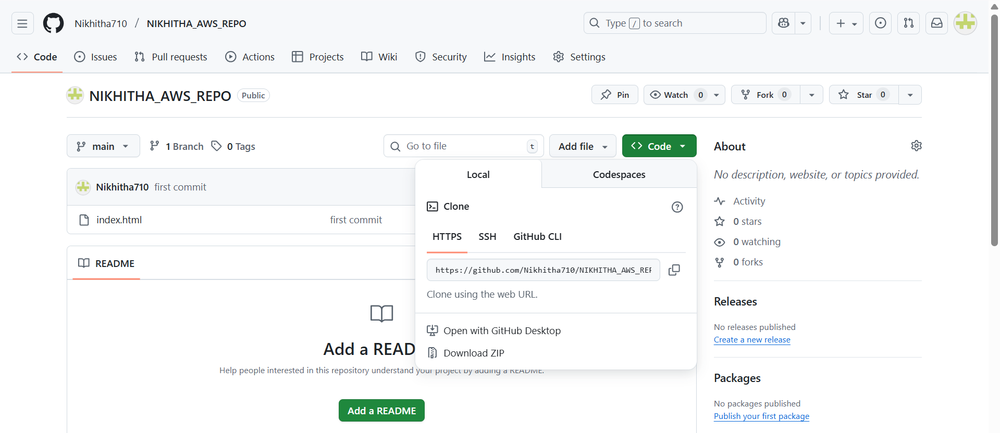 Nikhitha710 / NIKHITHA_AWS_REPO
Type / to search
Code Issues Pull requests Actions Projects Wiki Security Insights Settings
NIKHITHA_AWS_REPO Public
Pin Watch 0 Fork 0 Star 0
main 1 Branch 0 Tags
Go to file t Add file Code
Nikhitha710 first commit
index.html first commit
README
Add a READ
Help people interested in this repository understand your project by adding a README.
Add a README
Local Codespaces
Clone
HTTPS SSH GitHub CLI
https://github.com/Nikhitha710/NIKHITHA_AWS_REP
Clone using the web URL.
Open with GitHub Desktop
Download ZIP
About
No description, website, or topics provided.
Activity
0 stars
0 watching
0 forks
Releases
No releases published
Create a new release
Packages
No packages published
Publish your first package